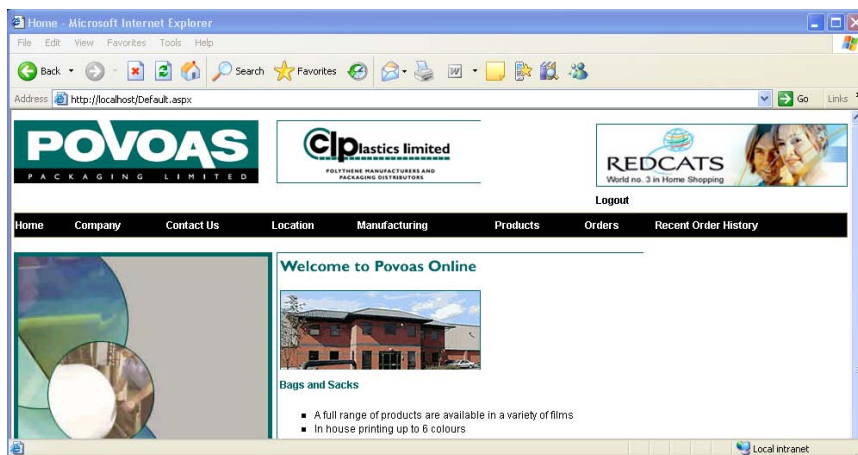 Home - Microsoft Internet Explorer
File Edit View Favorites Tools Help
Back Search Favorites
Address http://localhost/Default.aspx Go Links
POVOAS
PACKAGING LIMITED
clPlastics limited
POLYTHENE MANUFACTURERS AND
PACKAGING DISTRIBUTORS
REDCATS
World no. 3 in Home Shopping
Logout
Home Company Contact Us Location Manufacturing Products Orders Recent Order History
Welcome to Povoas Online
Bags and Sacks
A full range of products are available in a variety of films
In house printing up to 6 colours
Local intranet